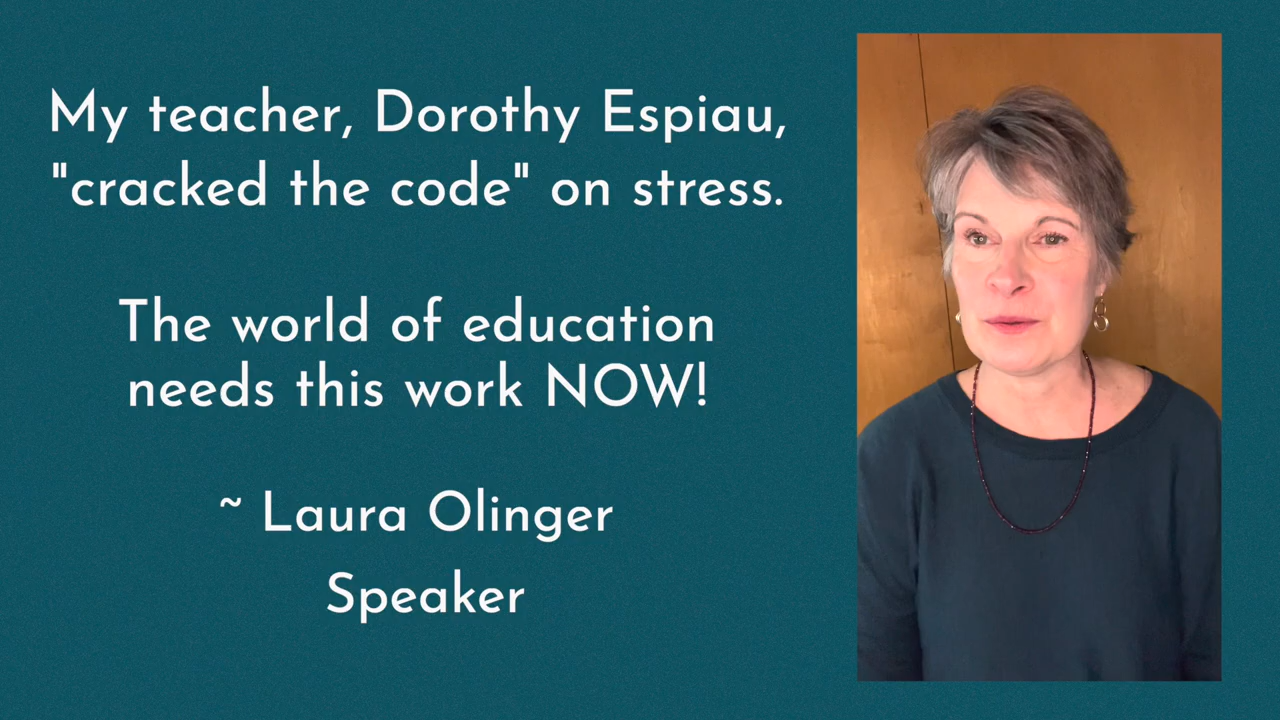 My teacher, Dorothy Espiau,
"cracked the code" on stress.
The world of education
needs this work NOW!
~ Laura Olinger
Speaker